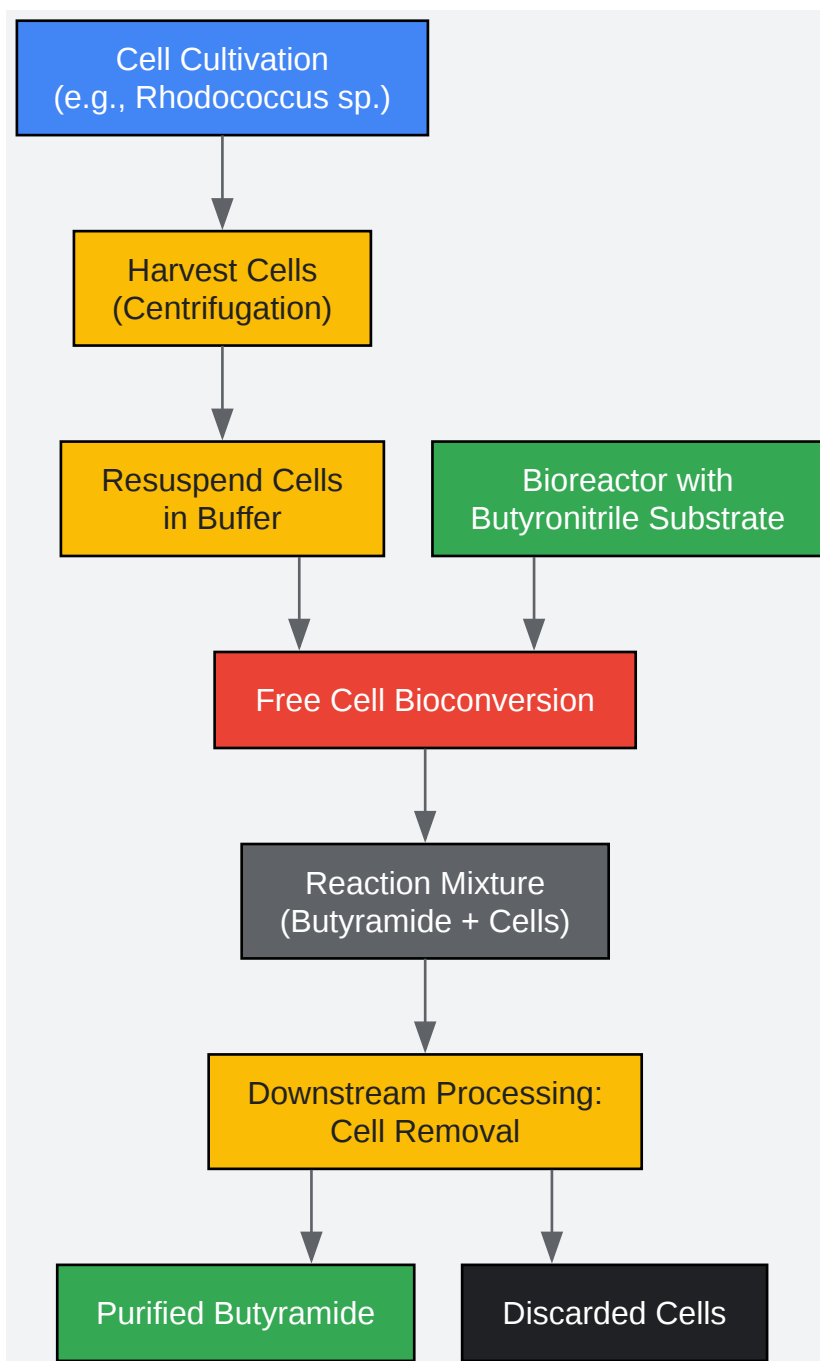 Cell Cultivation
(e.g., Rhodococcus sp.)
Harvest Cells
(Centrifugation)
Resuspend Cells
in Buffer
Bioreactor with
Butyronitrile Substrate
Free Cell Bioconversion
Reaction Mixture
(Butyramide + Cells)
Downstream Processing:
Cell Removal
Purified Butyramide
Discarded Cells